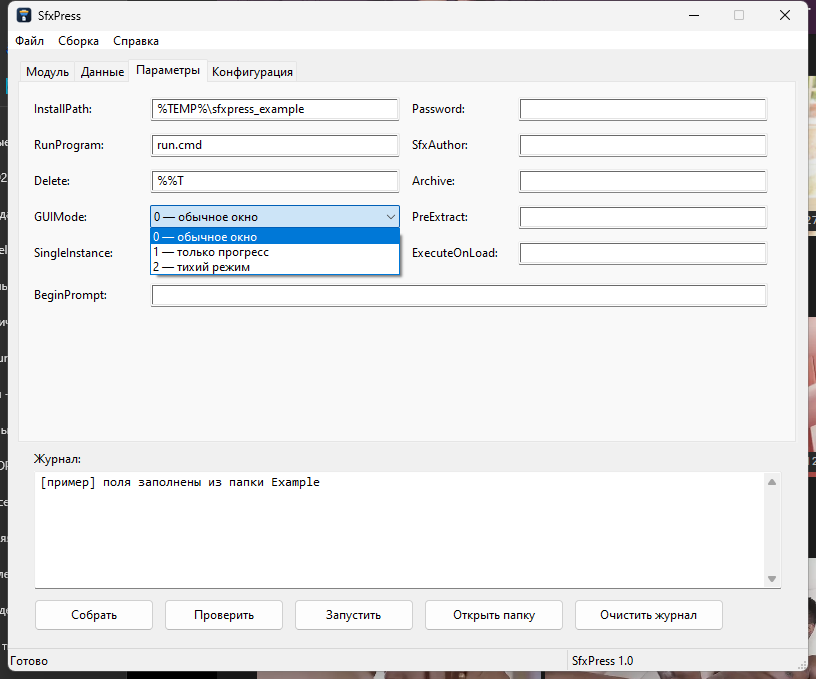 SfxPress
Файл Сборка Справка
Модуль Данные Параметры Конфигурация
InstallPath: %TEMP%\sfxpress_example Password:
RunProgram: run.cmd SfxAuthor:
Delete: %%T Archive:
GUIMode: 0 — обычное окно PreExtract:
0 — обычное окно
SingleInstance: 1 — только прогресс ExecuteOnLoad:
2 — тихий режим
BeginPrompt:
Журнал:
[пример] поля заполнены из папки Example
Собрать Проверить Запустить Открыть папку Очистить журнал
Готово SfxPress 1.0